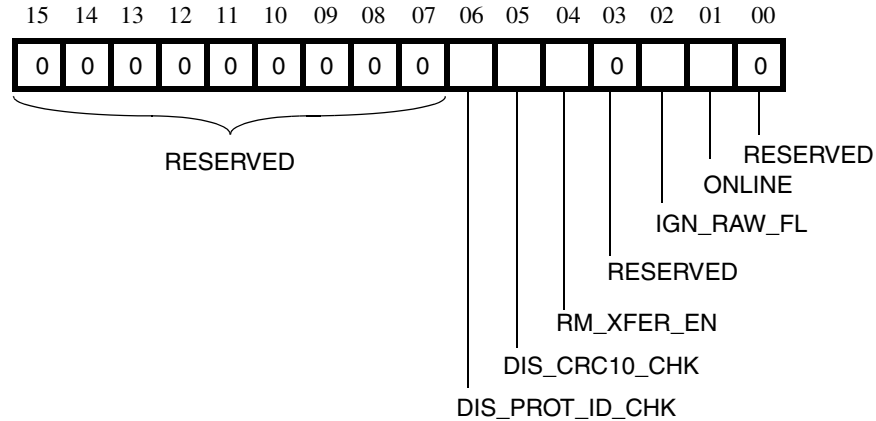 15 14 13 12 11 10 09 08 07 06 05 04 03 02 01 00
0 0 0 0 0 0 0 0 0 0 0
RESERVED
RESERVED
ONLINE
IGN_RAW_FL
RESERVED
RM_XFER_EN
DIS_CRC10_CHK
DIS_PROT_ID_CHK